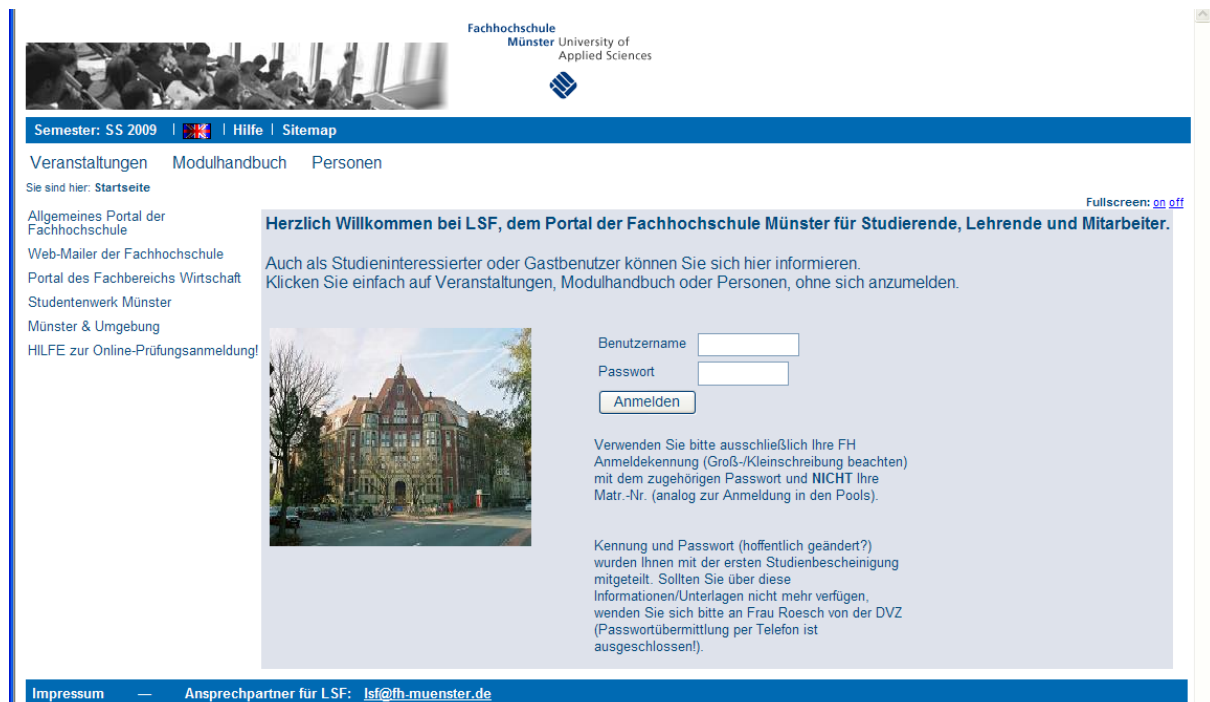 Fachhochschule
Münster University of
Applied Sciences
Semester: SS 2009 | | Hilfe | Sitemap
Veranstaltungen Modulhandbuch Personen
Sie sind hier: Startseite
Fullscreen: on off
Allgemeines Portal der
Fachhochschule
Web-Mailer der Fachhochschule
Portal des Fachbereichs Wirtschaft
Studentenwerk Münster
Münster & Umgebung
HILFE zur Online-Prüfungsanmeldung!
Herzlich Willkommen bei LSF, dem Portal der Fachhochschule Münster für Studierende, Lehrende und Mitarbeiter.
Auch als Studieninteressierter oder Gastbenutzer können Sie sich hier informieren.
Klicken Sie einfach auf Veranstaltungen, Modulhandbuch oder Personen, ohne sich anzumelden.
Benutzername
Passwort
Anmelden
Verwenden Sie bitte ausschließlich Ihre FH
Anmeldekennung (Groß-/Kleinschreibung beachten)
mit dem zugehörigen Passwort und NICHT Ihre
Matr.-Nr. (analog zur Anmeldung in den Pools).
Kennung und Passwort (hoffentlich geändert?)
wurden Ihnen mit der ersten Studienbescheinigung
mitgeteilt. Sollten Sie über diese
Informationen/Unterlagen nicht mehr verfügen,
wenden Sie sich bitte an Frau Roesch von der DVZ
(Passwortübermittlung per Telefon ist
ausgeschlossen!).
Impressum — Ansprechpartner für LSF: lsf@fh-muenster.de